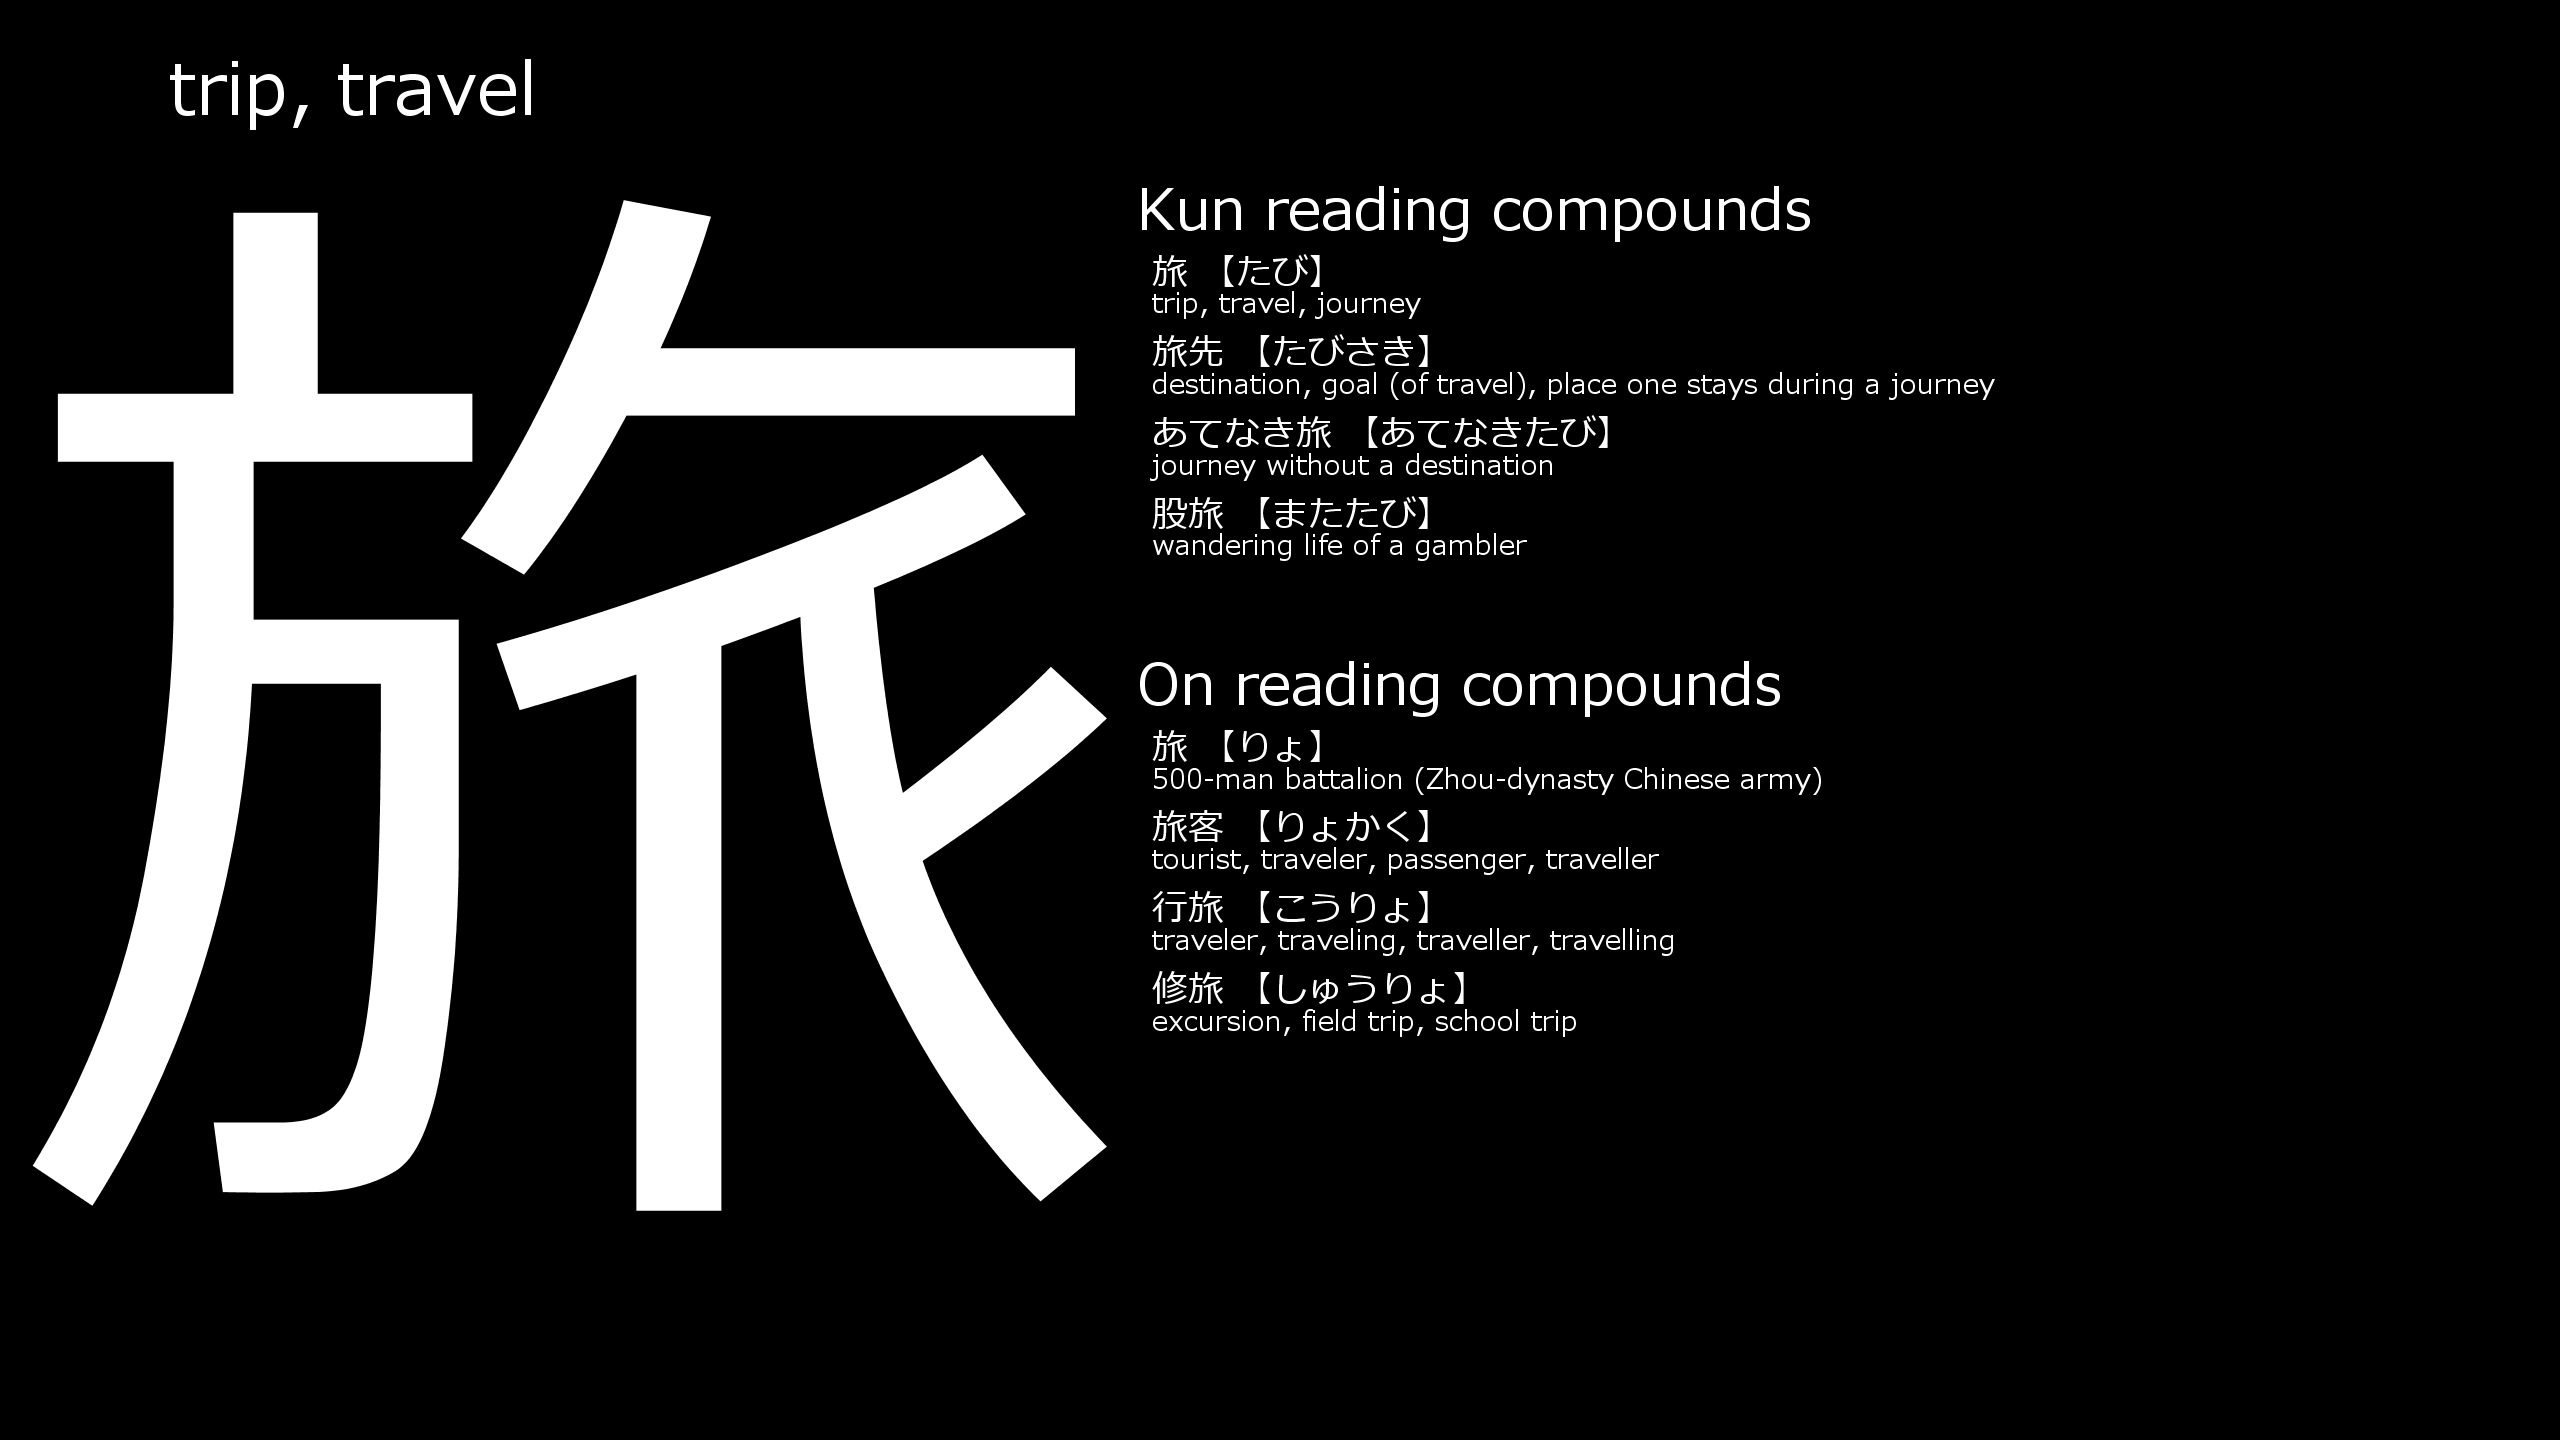 trip, travel
旅
Kun reading compounds
旅 【たび】
trip, travel, journey
旅先 【たびさき】
destination, goal (of travel), place one stays during a journey
あてなき旅 【あてなきたび】
journey without a destination
股旅 【またたび】
wandering life of a gambler
On reading compounds
旅 【りょ】
500-man battalion (Zhou-dynasty Chinese army)
旅客 【りょかく】
tourist, traveler, passenger, traveller
行旅 【こうりょ】
traveler, traveling, traveller, travelling
修旅 【しゅうりょ】
excursion, field trip, school trip